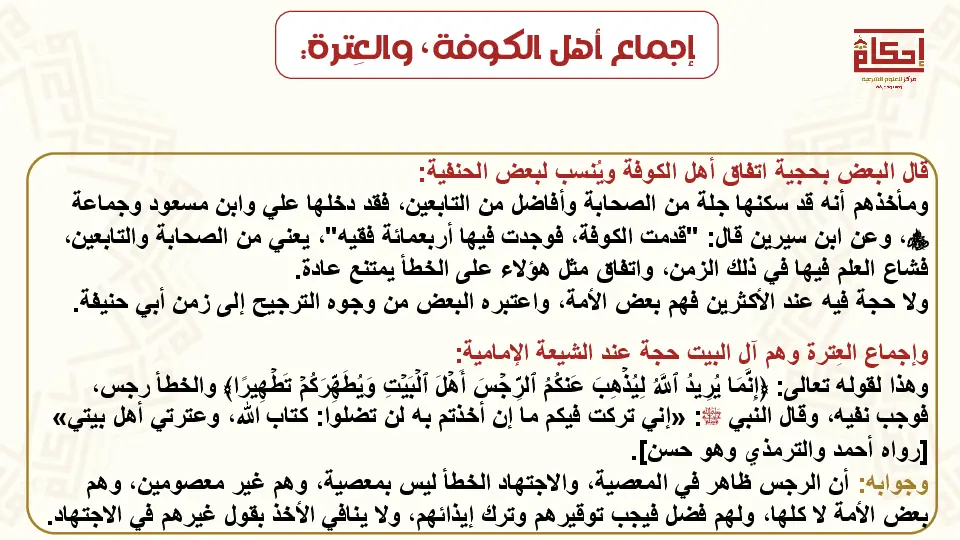 إجماع أهل الكوفة، والعِترة:
إحكام
مركز للعلوم الشرعية
قال البعض بحجية اتفاق أهل الكوفة ويُنسب لبعض الحنفية:
ومأخذهم أنه قد سكنها جلة من الصحابة وأفاضل من التابعين، فقد دخلها علي وابن مسعود وجماعة
، وعن ابن سيرين قال: "قدمت الكوفة، فوجدت فيها أربعمائة فقيه"، يعني من الصحابة والتابعين،
فشاع العلم فيها في ذلك الزمن، واتفاق مثل هؤلاء على الخطأ يمتنع عادة.
ولا حجة فيه عند الأكثرين فهم بعض الأمة، واعتبره البعض من وجوه الترجيح إلى زمن أبي حنيفة.
وإجماع العِترة وهم آل البيت حجة عند الشيعة الإمامية:
وهذا لقوله تعالى: ﴿إِنَّمَا يُرِيدُ ٱللَّهُ لِيُذۡهِبَ عَنكُمُ ٱلرِّجۡسَ أَهۡلَ ٱلۡبَيۡتِ وَيُطَهِّرَكُمۡ تَطۡهِيرًا﴾ والخطأ رجس،
فوجب نفيه، وقال النبي ﷺ: «إني تركت فيكم ما إن أخذتم به لن تضلوا: كتاب الله، وعترتي أهل بيتي»
[رواه أحمد والترمذي وهو حسن].
وجوابه: أن الرجس ظاهر في المعصية، والاجتهاد الخطأ ليس بمعصية، وهم غير معصومين، وهم
بعض الأمة لا كلها، ولهم فضل فيجب توقيرهم وترك إيذائهم، ولا ينافي الأخذ بقول غيرهم في الاجتهاد.